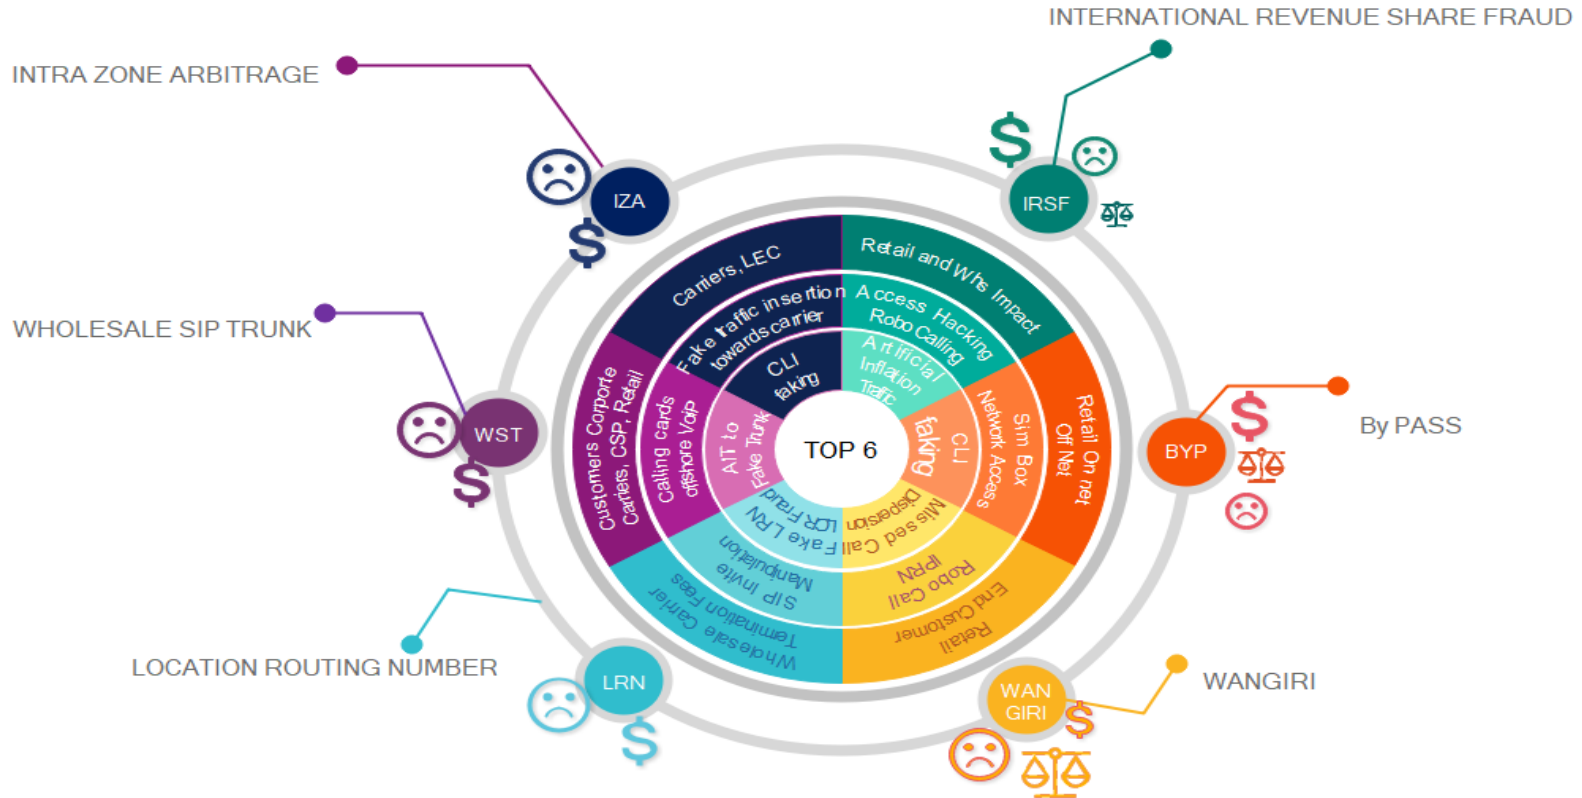 INTERNATIONAL REVENUE SHARE FRAUD
INTRA ZONE ARBITRAGE
IZA
IRSF
WHOLESALE SIP TRUNK
WST
By PASS
BYP
LOCATION ROUTING NUMBER
LRN
WANGIRI
WAN
GIRI
TOP 6
Carriers, LEC
Fake traffic insertion
towards carrier
CLI
faking
Retail and Whs Impact
Access Hacking
Robo Calling
Artificial
Inflation
Traffic
Retail On net
Off Net
Sim Box
Network Access
CLI
faking
Retail
End Customer
Robo Call
IPRN
Missed Call
Dispersion
Wholesale Carrier
Termination Fees
SIP Invite
Manipulation
Fake LRN
LCR Fraud
Customers Corporte
Carriers, CSP, Retail
Calling cards
offshore VoiP
AIT to
Fake Trunk
$
$
$
$
$
$